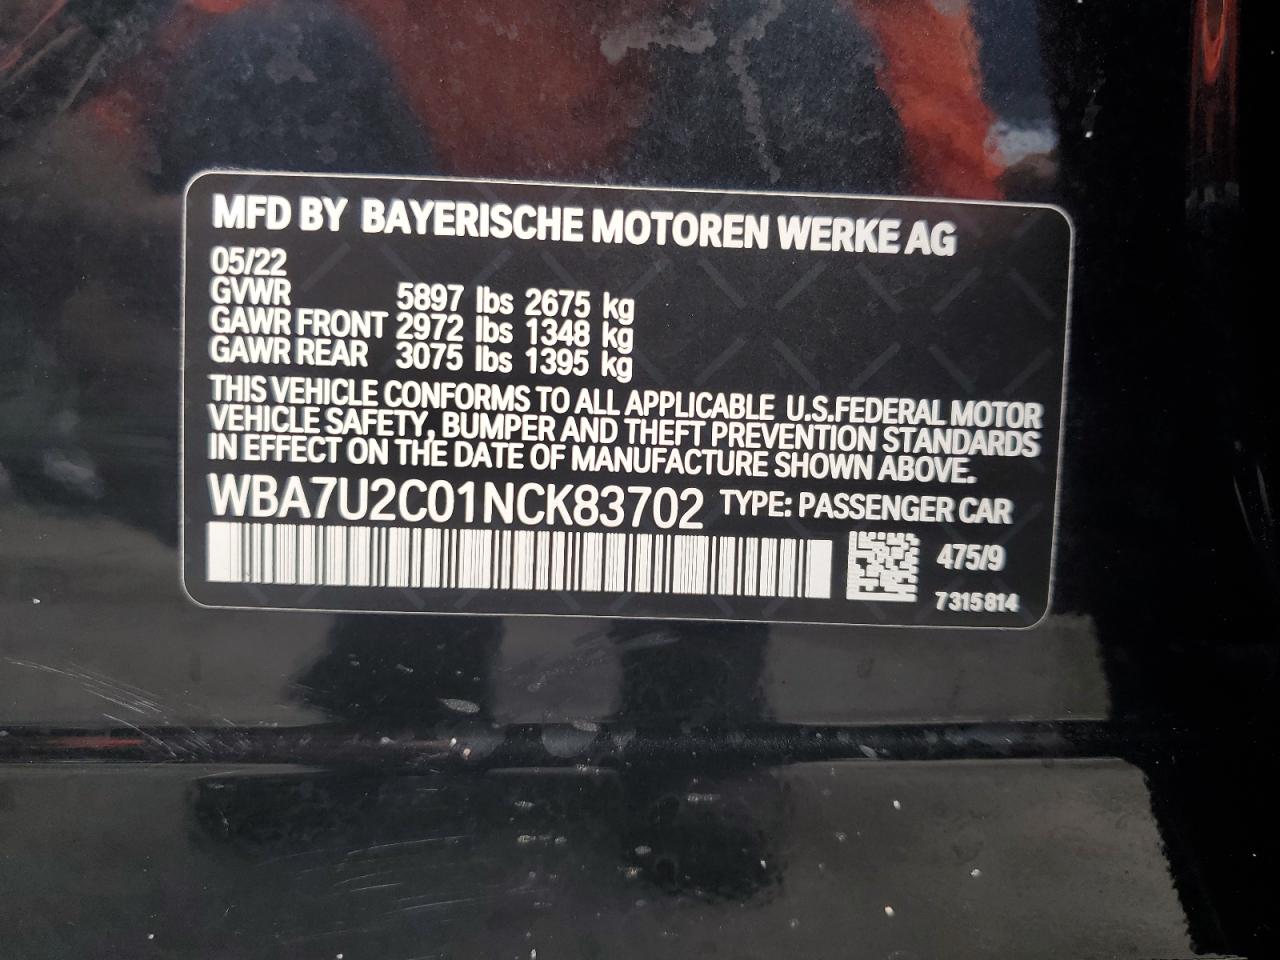 MFD BY BAYERISCHE MOTOREN WERKE AG
05/22
GVWR 5897 lbs 2675 kg
GAWR FRONT 2972 lbs 1348 kg
GAWR REAR 3075 lbs 1395 kg
THIS VEHICLE CONFORMS TO ALL APPLICABLE U.S.FEDERAL MOTOR
VEHICLE SAFETY, BUMPER AND THEFT PREVENTION STANDARDS
IN EFFECT ON THE DATE OF MANUFACTURE SHOWN ABOVE.
WBA7U2C01NCK83702 TYPE: PASSENGER CAR
475/9
7315814